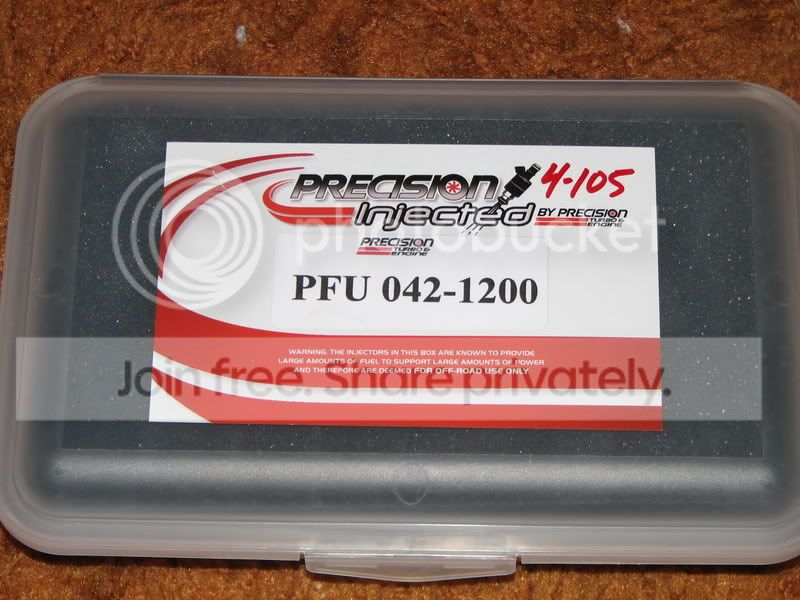 PRECISION
Injected
4-105
BY PRECISION
TURBO &
ENGINE
PRECISION
TURBO &
ENGINE
PFU 042-1200
WARNING: THE INJECTORS IN THIS BOX ARE KNOWN TO PROVIDE
LARGE AMOUNTS OF FUEL TO SUPPORT LARGE AMOUNTS OF POWER
AND THEREFORE ARE DEEMED FOR OFF-ROAD USE ONLY
photobucket
Join free. Share privately.